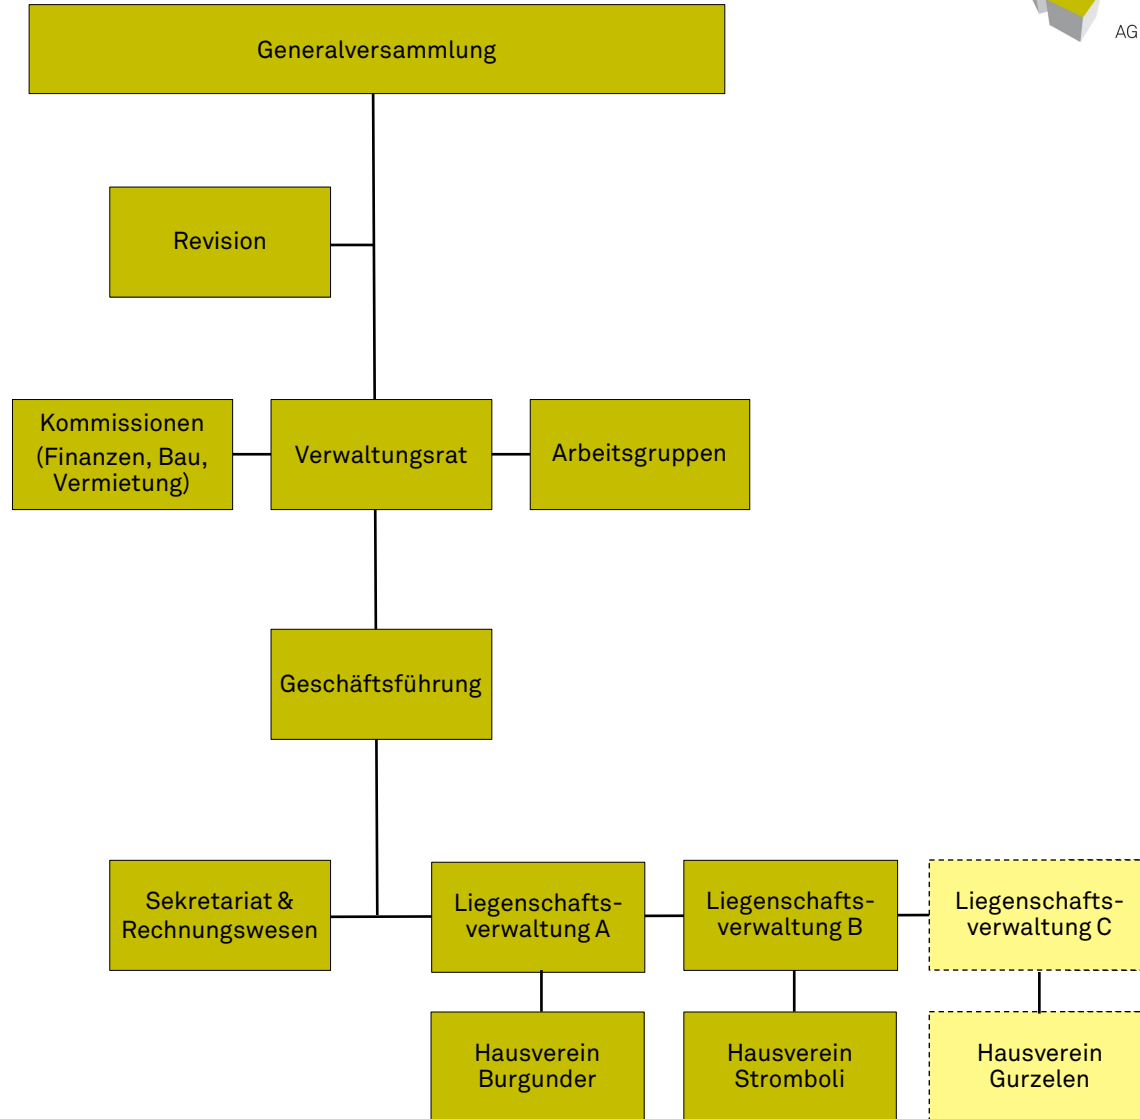 AG
Generalversammlung
Revision
Kommissionen
(Finanzen, Bau,
Vermietung)
Verwaltungsrat
Arbeitsgruppen
Geschäftsführung
Sekretariat &
Rechnungswesen
Liegenschafts-
verwaltung A
Liegenschafts-
verwaltung B
Liegenschafts-
verwaltung C
Hausverein
Burgunder
Hausverein
Stromboli
Hausverein
Gurzelen